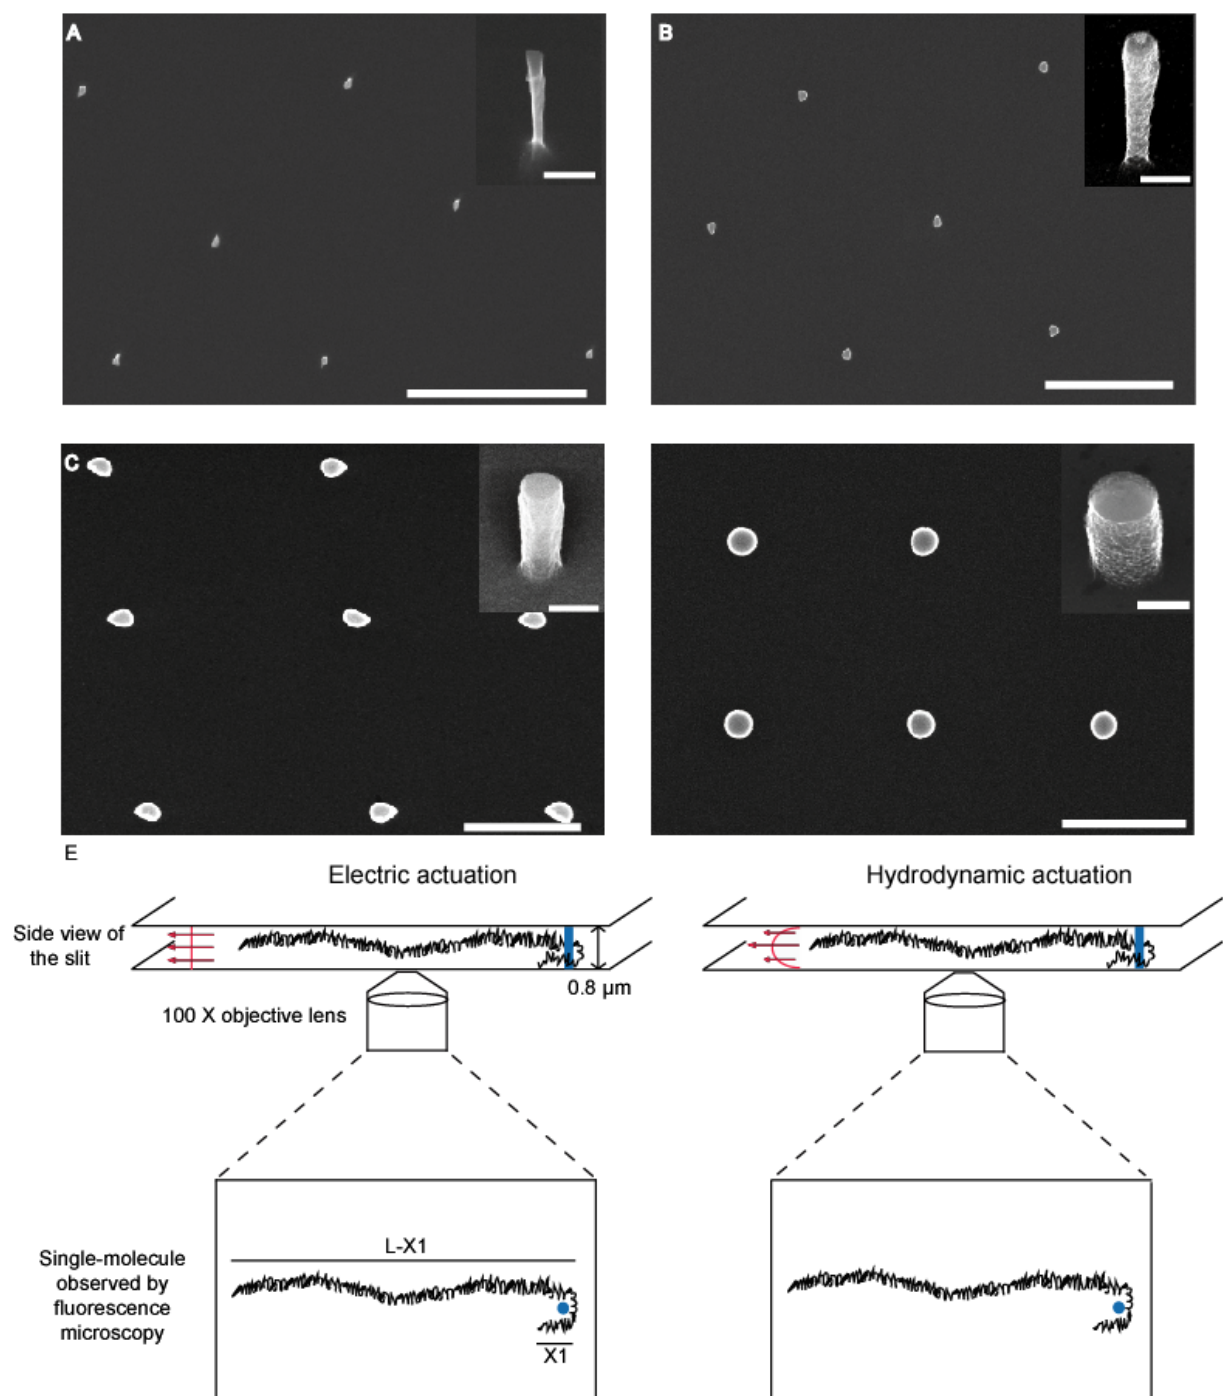 A
B
C
E
Electric actuation
Hydrodynamic actuation
Side view of
the slit
0.8 µm
100 X objective lens
L-X1
Single-molecule
observed by
fluorescence
microscopy
X1